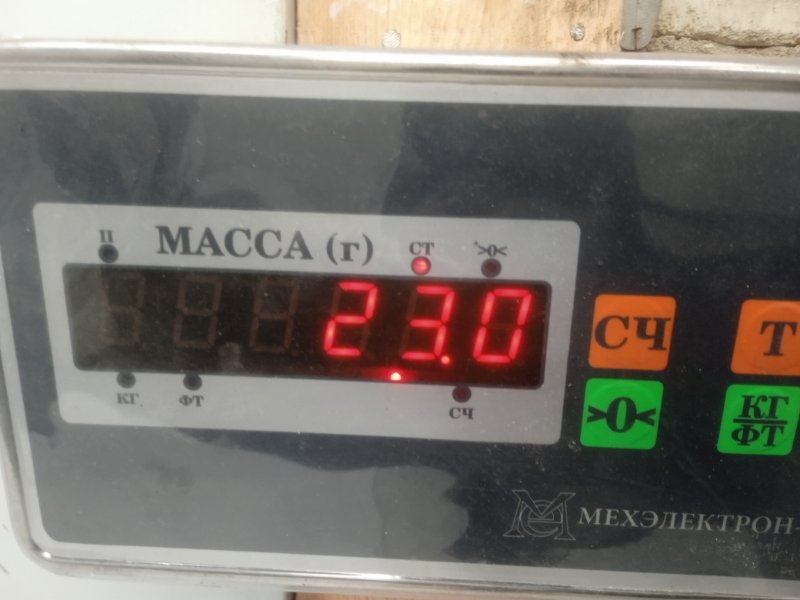 П МАССА (г) СТ >0<
23.0
КГ ФТ СЧ
СЧ Т
>0< КГ/ФТ
МЕХЭЛЕКТРОН-